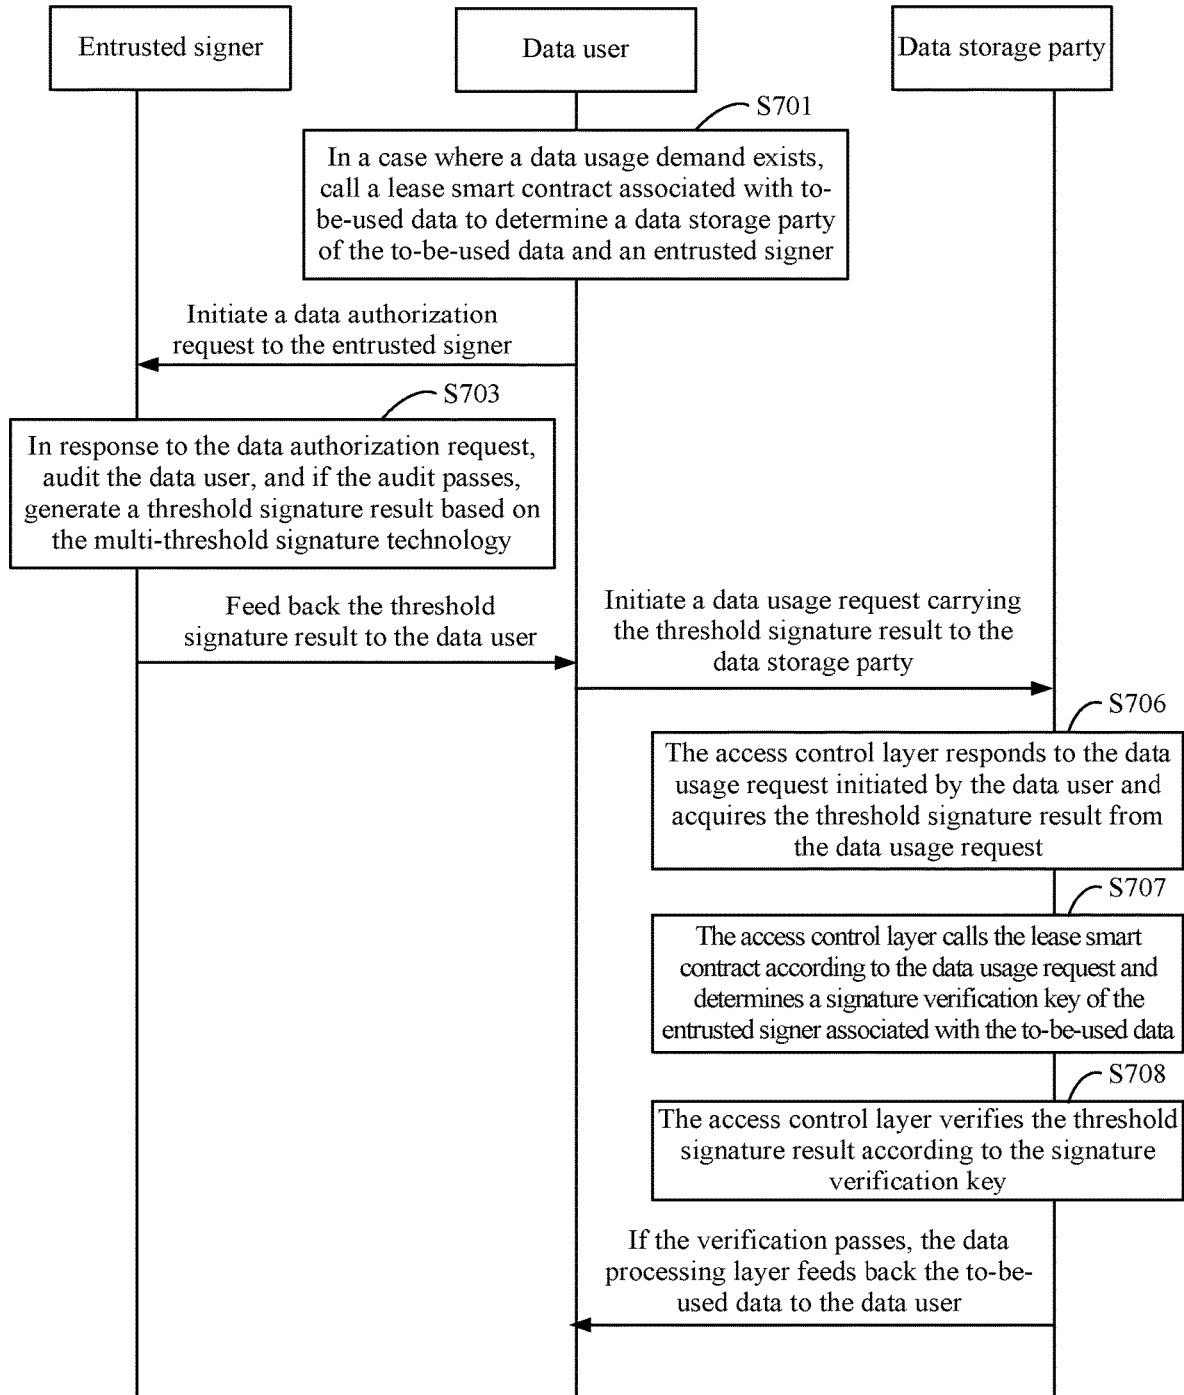 Entrusted signer
Data user
Data storage party
S701
In a case where a data usage demand exists,
call a lease smart contract associated with to-
be-used data to determine a data storage party
of the to-be-used data and an entrusted signer
Initiate a data authorization
request to the entrusted signer
S703
In response to the data authorization request,
audit the data user, and if the audit passes,
generate a threshold signature result based on
the multi-threshold signature technology
Feed back the threshold
signature result to the data user
Initiate a data usage request carrying
the threshold signature result to the
data storage party
S706
The access control layer responds to the data
usage request initiated by the data user and
acquires the threshold signature result from
the data usage request
S707
The access control layer calls the lease smart
contract according to the data usage request and
determines a signature verification key of the
entrusted signer associated with the to-be-used data
S708
The access control layer verifies the threshold
signature result according to the signature
verification key
If the verification passes, the data
processing layer feeds back the to-be-
used data to the data user